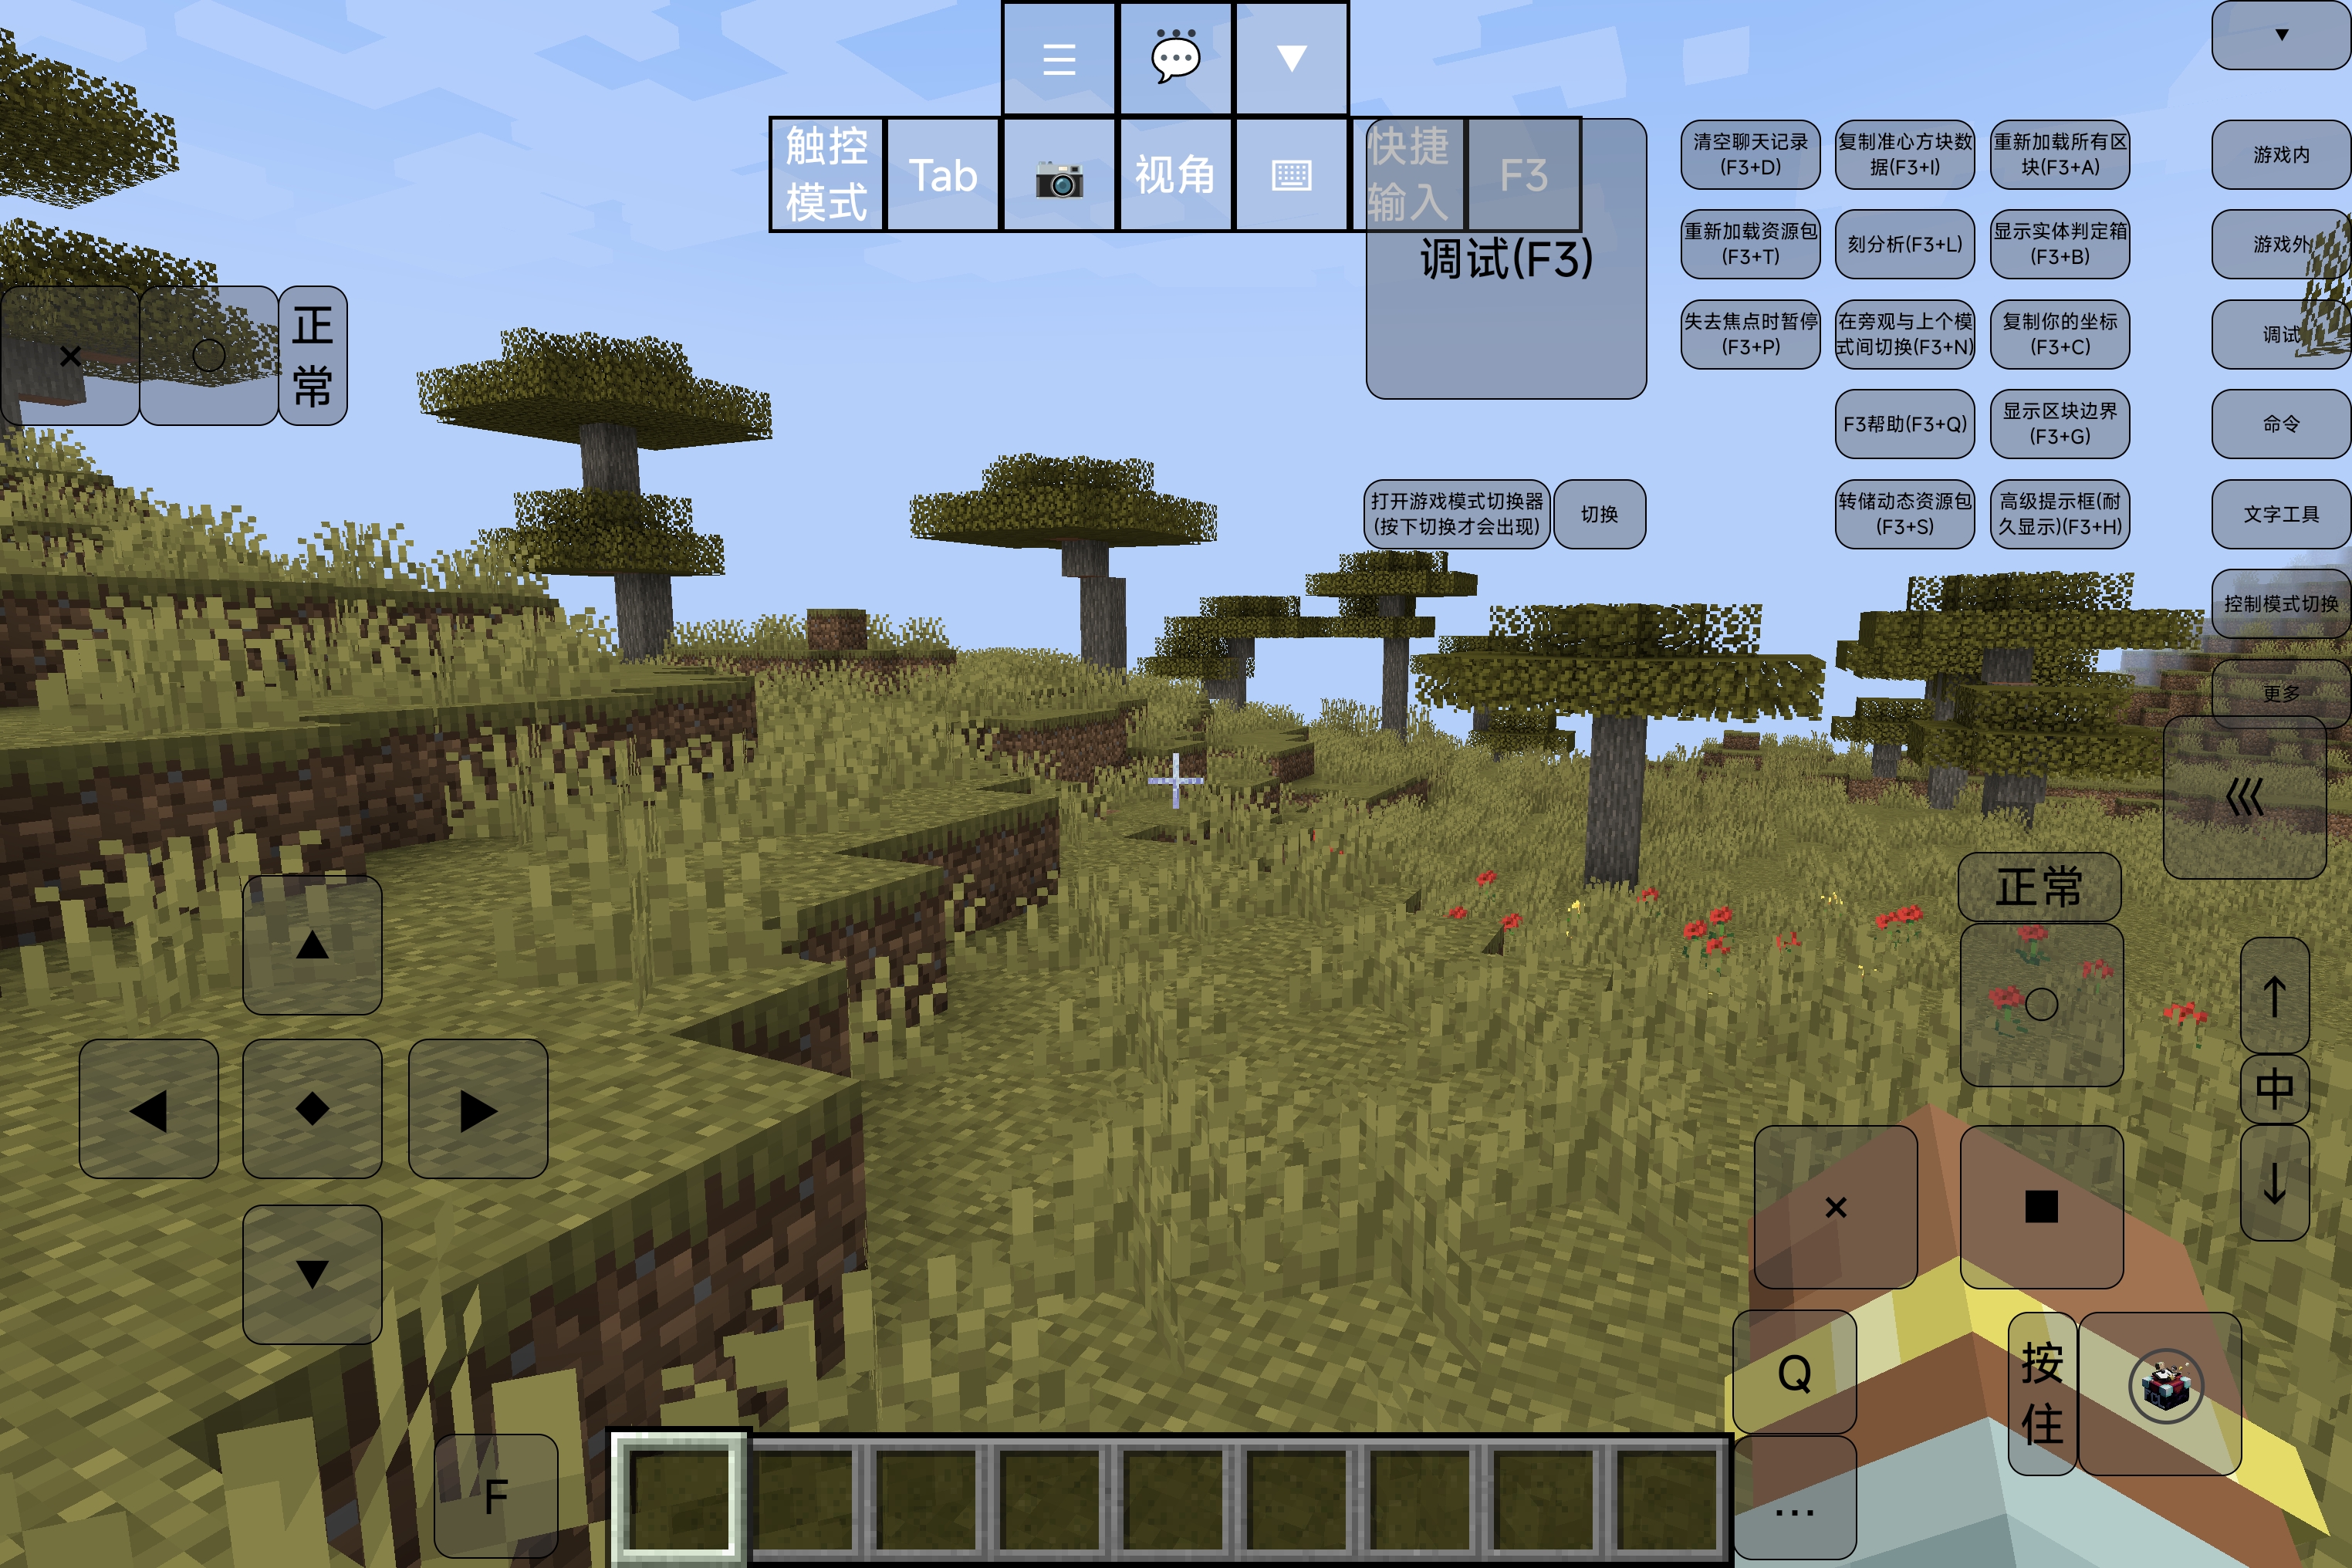 触控
模式
Tab
视角
快捷
输入
F3
调试(F3)
清空聊天记录
(F3+D)
复制准心方块数
据(F3+I)
重新加载所有区
块(F3+A)
游戏内
重新加载资源包
(F3+T)
刻分析(F3+L)
显示实体判定箱
(F3+B)
游戏外
失去焦点时暂停
(F3+P)
在旁观与上个模
式间切换(F3+N)
复制你的坐标
(F3+C)
调试
正
常
F3帮助(F3+Q)
显示区块边界
(F3+G)
命令
打开游戏模式切换器
(按下切换才会出现)
切换
转储动态资源包
(F3+S)
高级提示框(耐
久显示)(F3+H)
文字工具
控制模式切换
更多
正常
中
Q
按
住
F
...